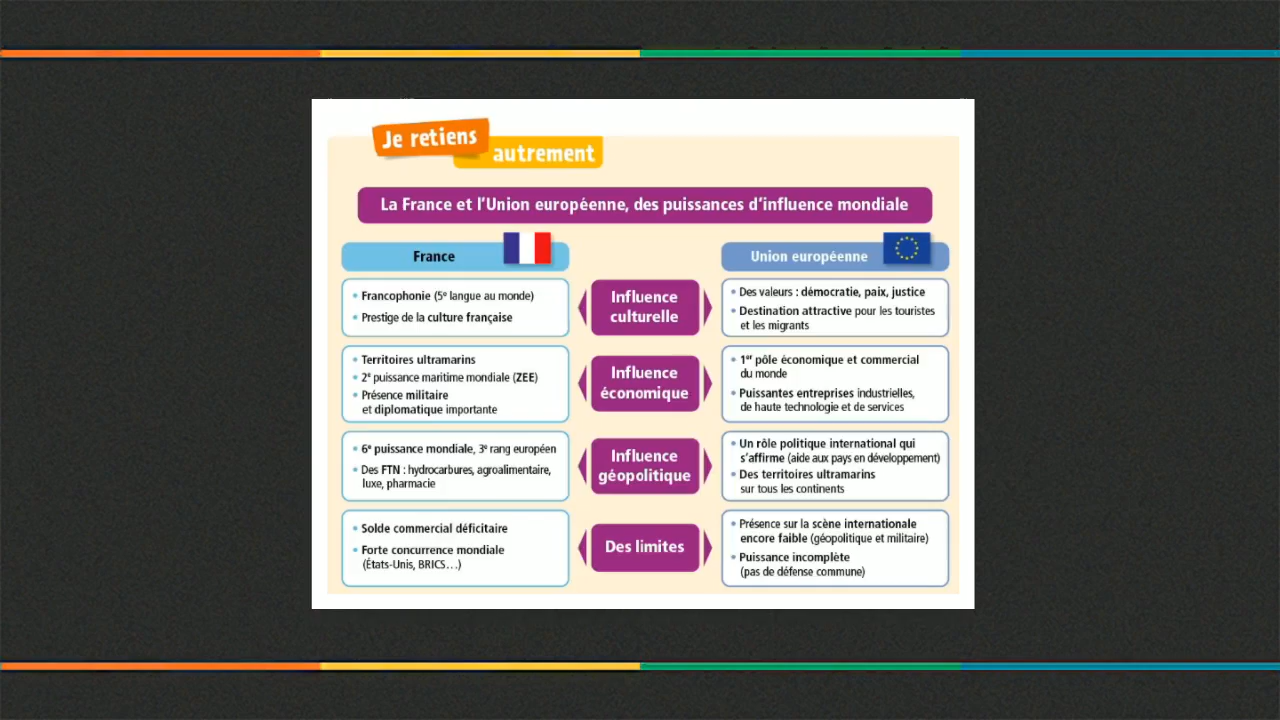 Je retiens
autrement
La France et l'Union européenne, des puissances d'influence mondiale
France
Union européenne
• Francophonie (5e langue au monde)
• Prestige de la culture française
Influence
culturelle
• Des valeurs : démocratie, paix, justice
• Destination attractive pour les touristes
et les migrants
• Territoires ultramarins
• 2e puissance maritime mondiale (ZEE)
• Présence militaire
et diplomatique importante
Influence
économique
• 1er pôle économique et commercial
du monde
• Puissantes entreprises industrielles,
de haute technologie et de services
• 6e puissance mondiale, 3e rang européen
• Des FTN : hydrocarbures, agroalimentaire,
luxe, pharmacie
Influence
géopolitique
• Un rôle politique international qui
s'affirme (aide aux pays en développement)
• Des territoires ultramarins
sur tous les continents
• Solde commercial déficitaire
• Forte concurrence mondiale
(États-Unis, BRICS...)
Des limites
• Présence sur la scène internationale
encore faible (géopolitique et militaire)
• Puissance incomplète
(pas de défense commune)